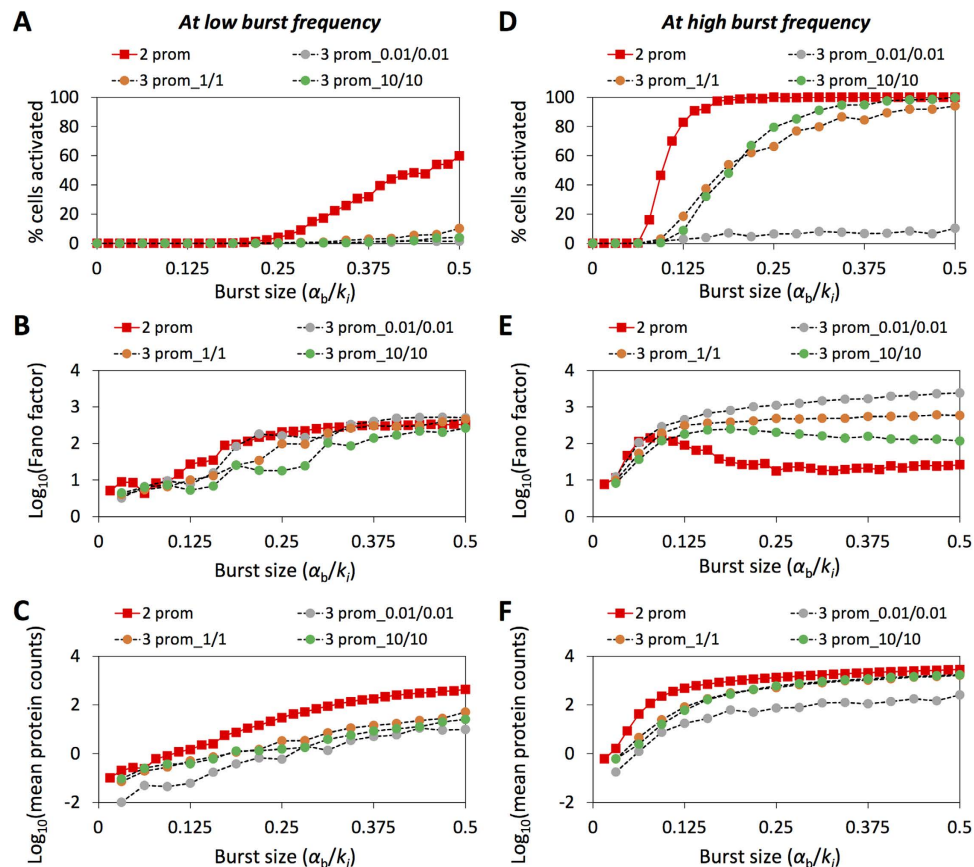 A
At low burst frequency
2 prom
3 prom_0.01/0.01
3 prom_1/1
3 prom_10/10
% cells activated
100
80
60
40
20
0
0
0.125
0.25
0.375
0.5
Burst size (αb/ki)
B
2 prom
3 prom_0.01/0.01
3 prom_1/1
3 prom_10/10
Log10(Fano factor)
4
3
2
1
0
0
0.125
0.25
0.375
0.5
Burst size (αb/ki)
C
2 prom
3 prom_0.01/0.01
3 prom_1/1
3 prom_10/10
Log10(mean protein counts)
4
2
0
-2
0
0.125
0.25
0.375
0.5
Burst size (αb/ki)
D
At high burst frequency
2 prom
3 prom_0.01/0.01
3 prom_1/1
3 prom_10/10
% cells activated
100
80
60
40
20
0
0
0.125
0.25
0.375
0.5
Burst size (αb/ki)
E
2 prom
3 prom_0.01/0.01
3 prom_1/1
3 prom_10/10
Log10(Fano factor)
4
3
2
1
0
0
0.125
0.25
0.375
0.5
Burst size (αb/ki)
F
2 prom
3 prom_0.01/0.01
3 prom_1/1
3 prom_10/10
Log10(mean protein counts)
4
2
0
-2
0
0.125
0.25
0.375
0.5
Burst size (αb/ki)